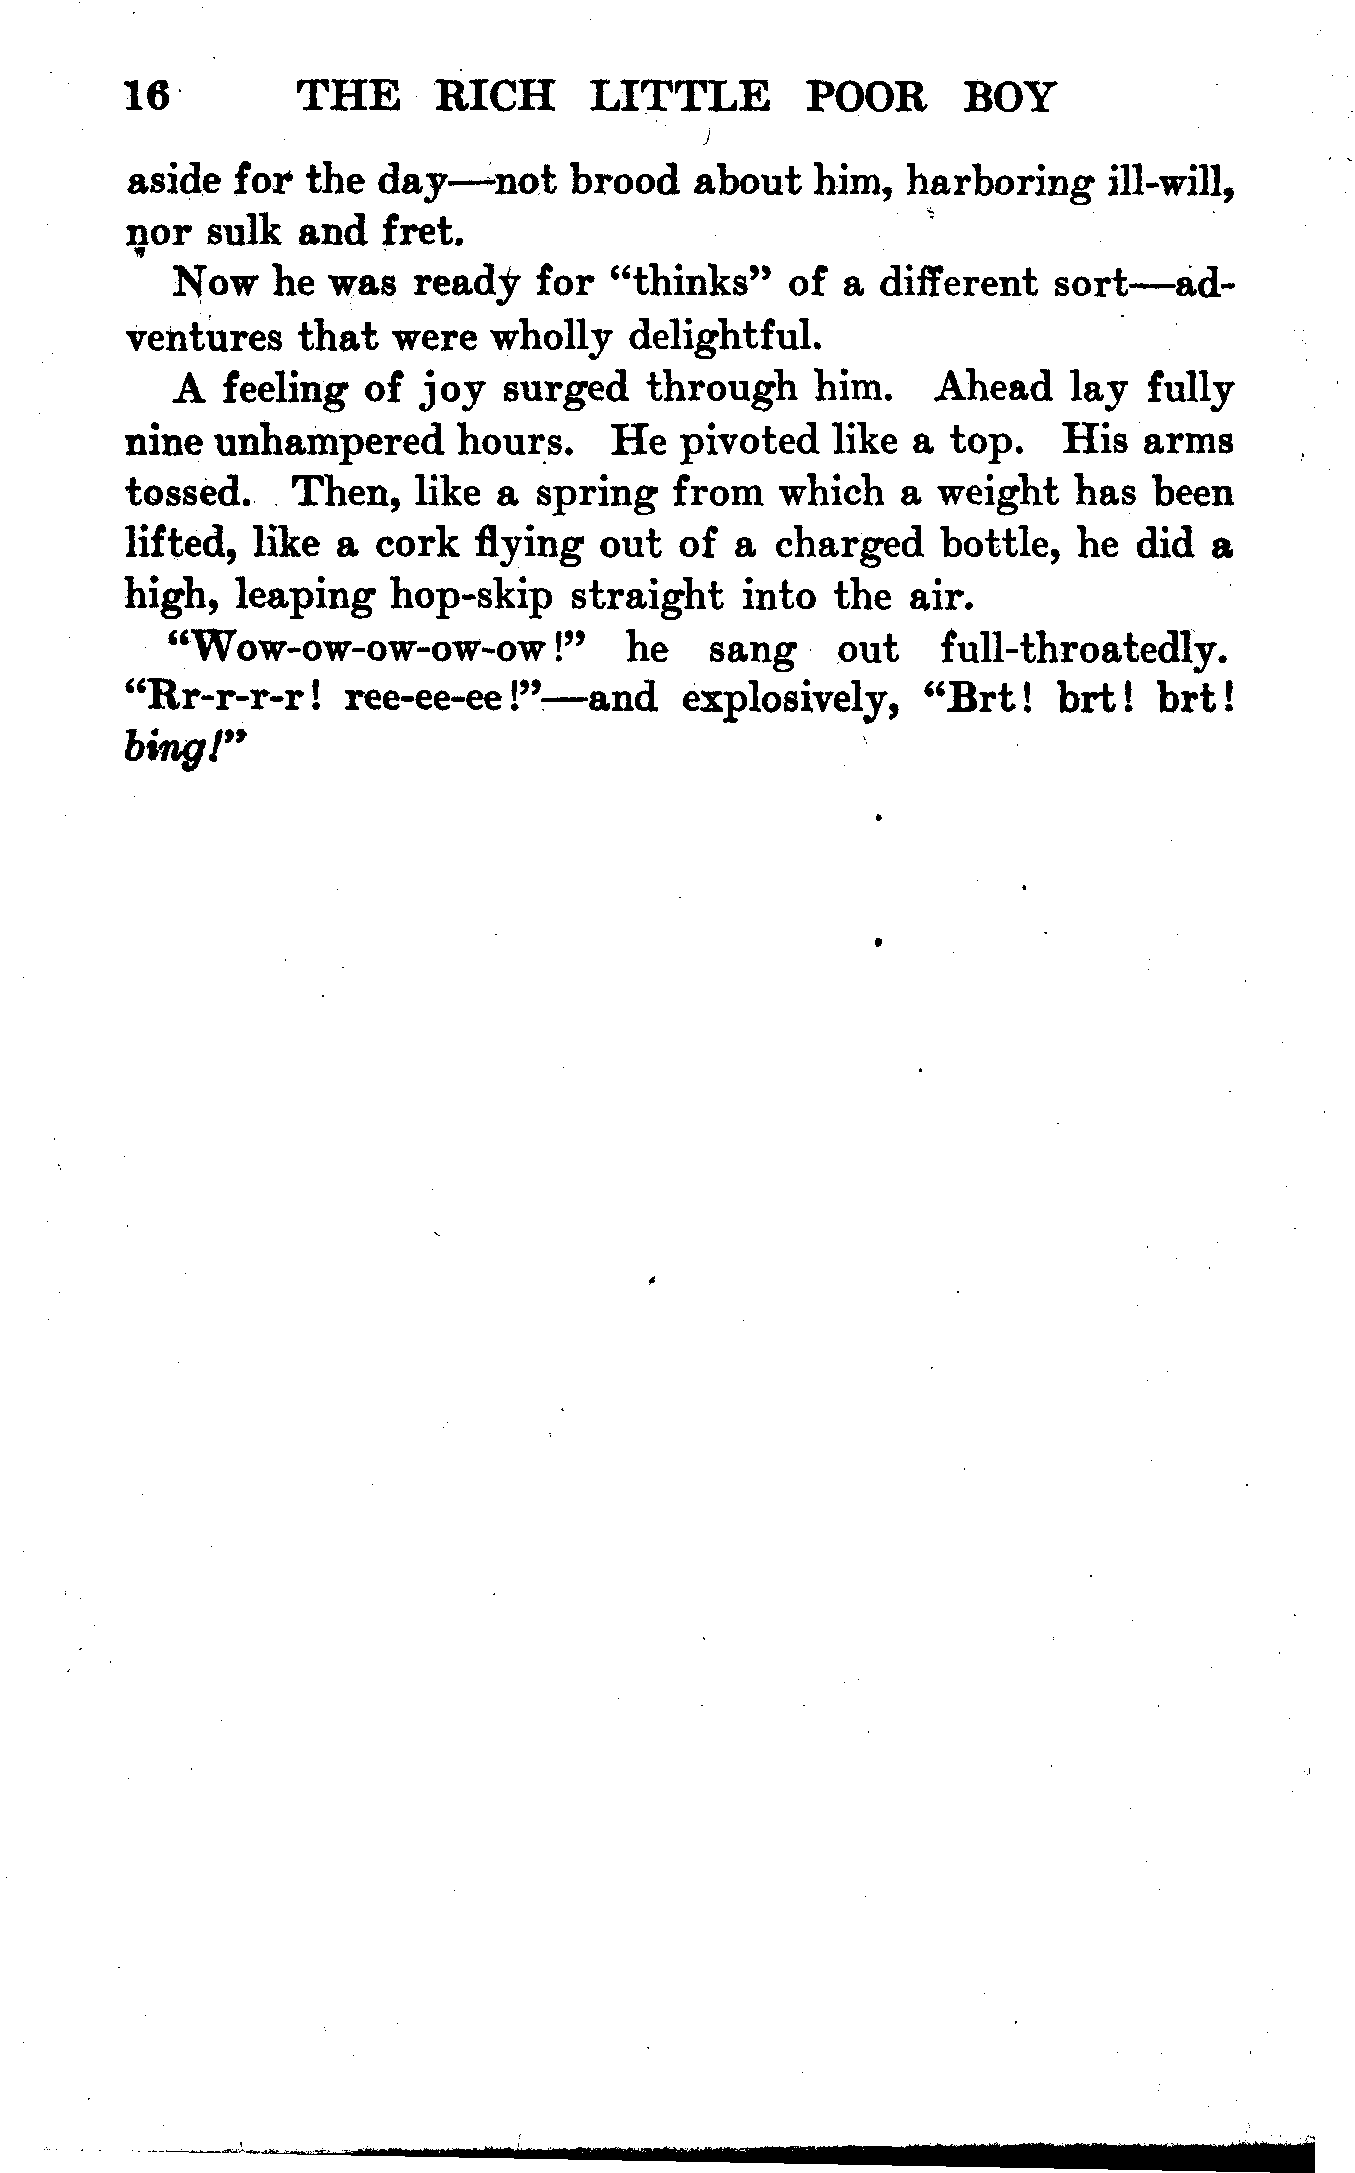 16 THE RICH LITTLE POOR BOY
aside for the day—not brood about him, harboring ill-will,
nor sulk and fret.
Now he was ready for “thinks” of a different sort—ad-
ventures that were wholly delightful.
A feeling of joy surged through him. Ahead lay fully
nine unhampered hours. He pivoted like a top. His arms
tossed. Then, like a spring from which a weight has been
lifted, like a cork flying out of a charged bottle, he did a
high, leaping hop-skip straight into the air.
“Wow-ow-ow-ow-ow!” he sang out full-throatedly.
“Rr-r-r-r! ree-ee-ee!”—and explosively, “Brt! brt! brt!
bing!”